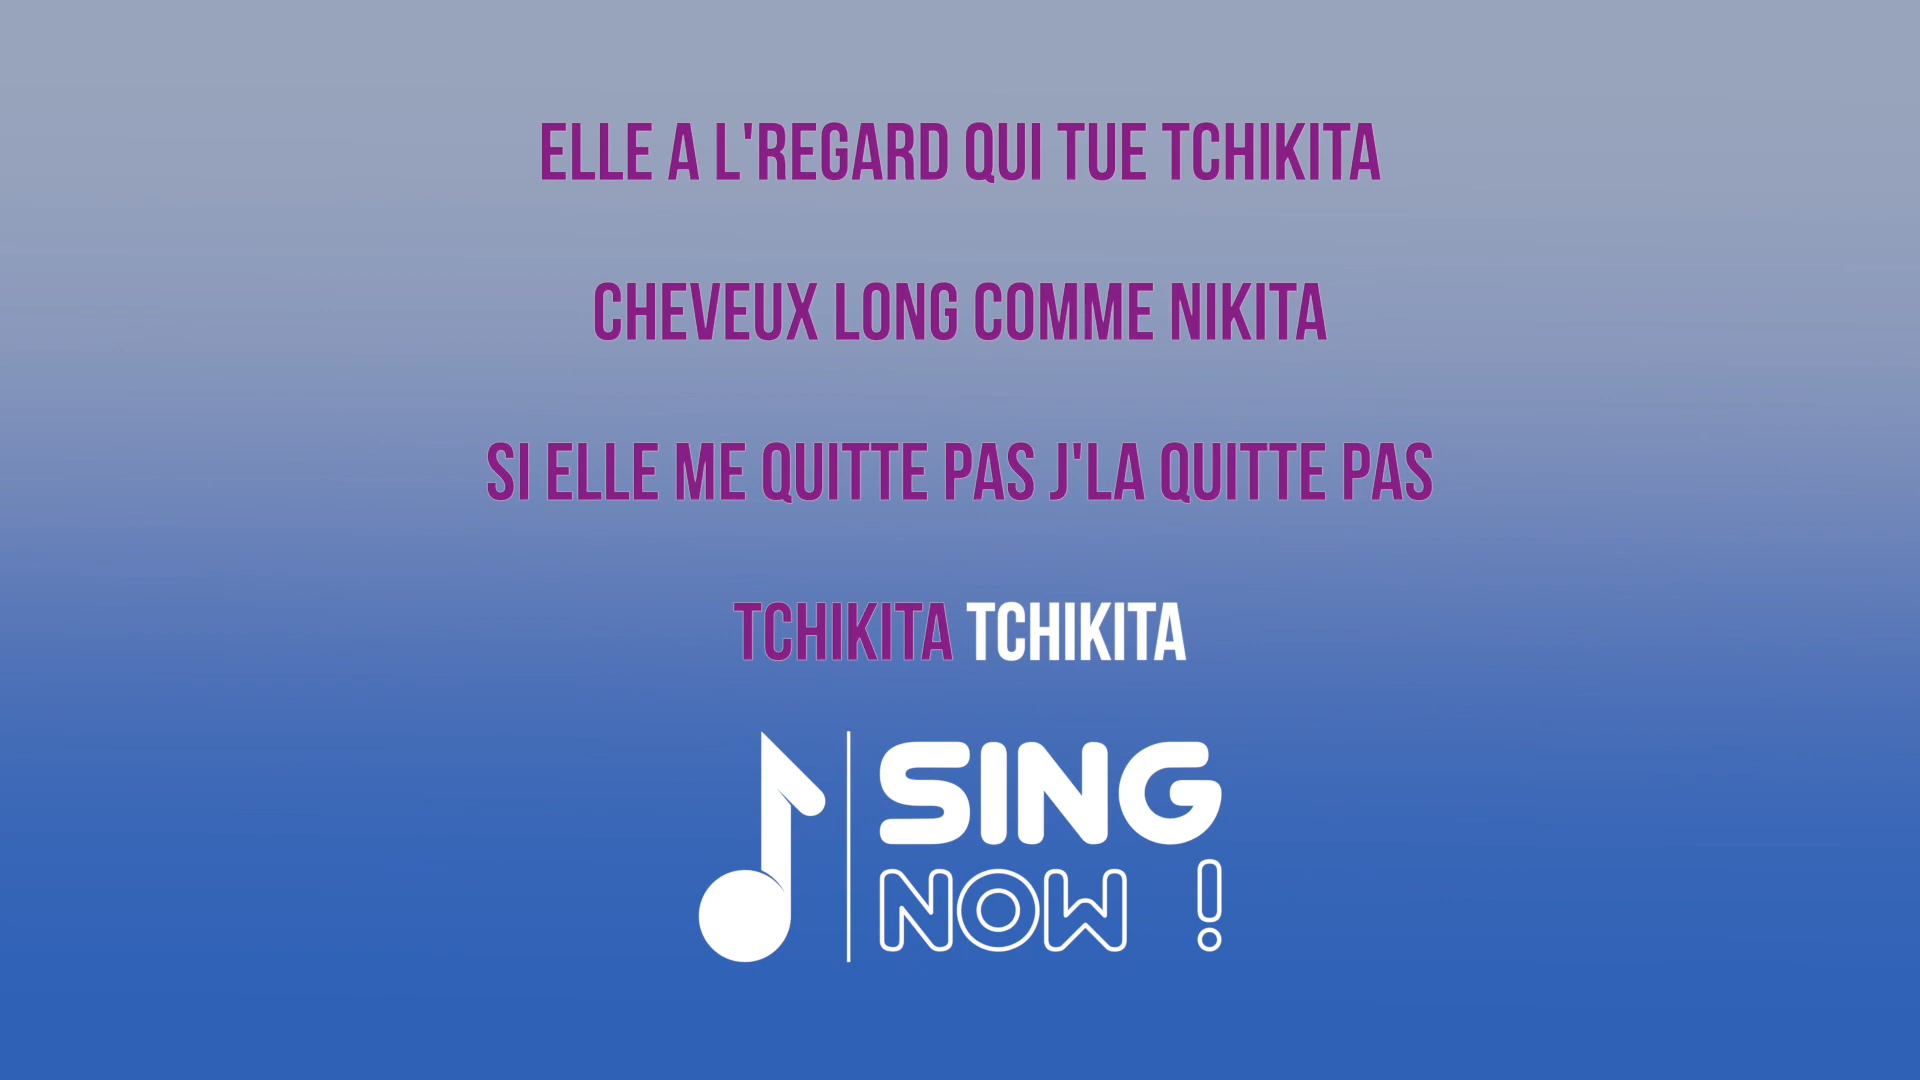 ELLE A L'REGARD QUI TUE TCHIKITA
CHEVEUX LONG COMME NIKITA
SI ELLE ME QUITTE PAS J'LA QUITTE PAS
TCHIKITA TCHIKITA
SING
NOW !